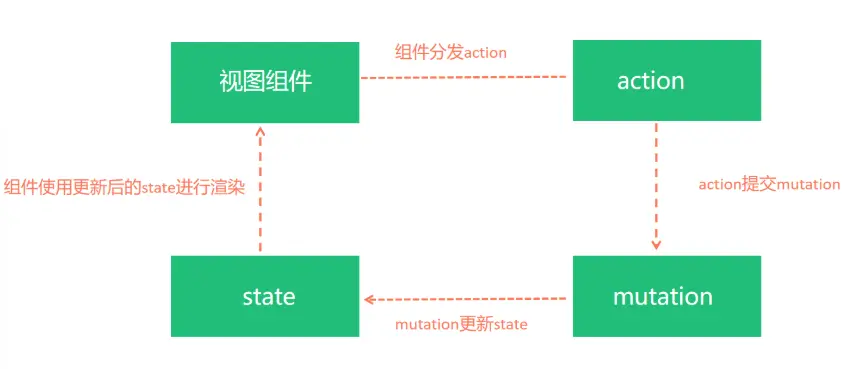 组件分发action
视图组件
action
组件使用更新后的state进行渲染
action提交mutation
state
mutation
mutation更新state